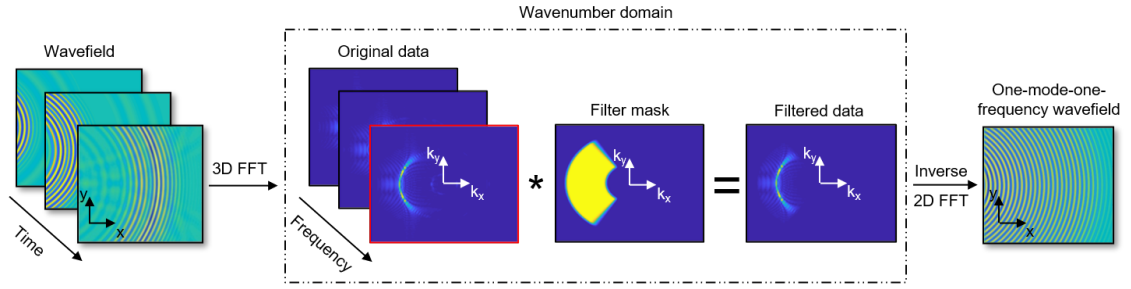 Wavenumber domain
Wavefield
Original data
Filter mask
Filtered data
One-mode-one-
frequency wavefield
3D FFT
Inverse
2D FFT
k_y
k_x
*
k_y
k_x
=
k_y
k_x
y
x
y
x
Time
Frequency